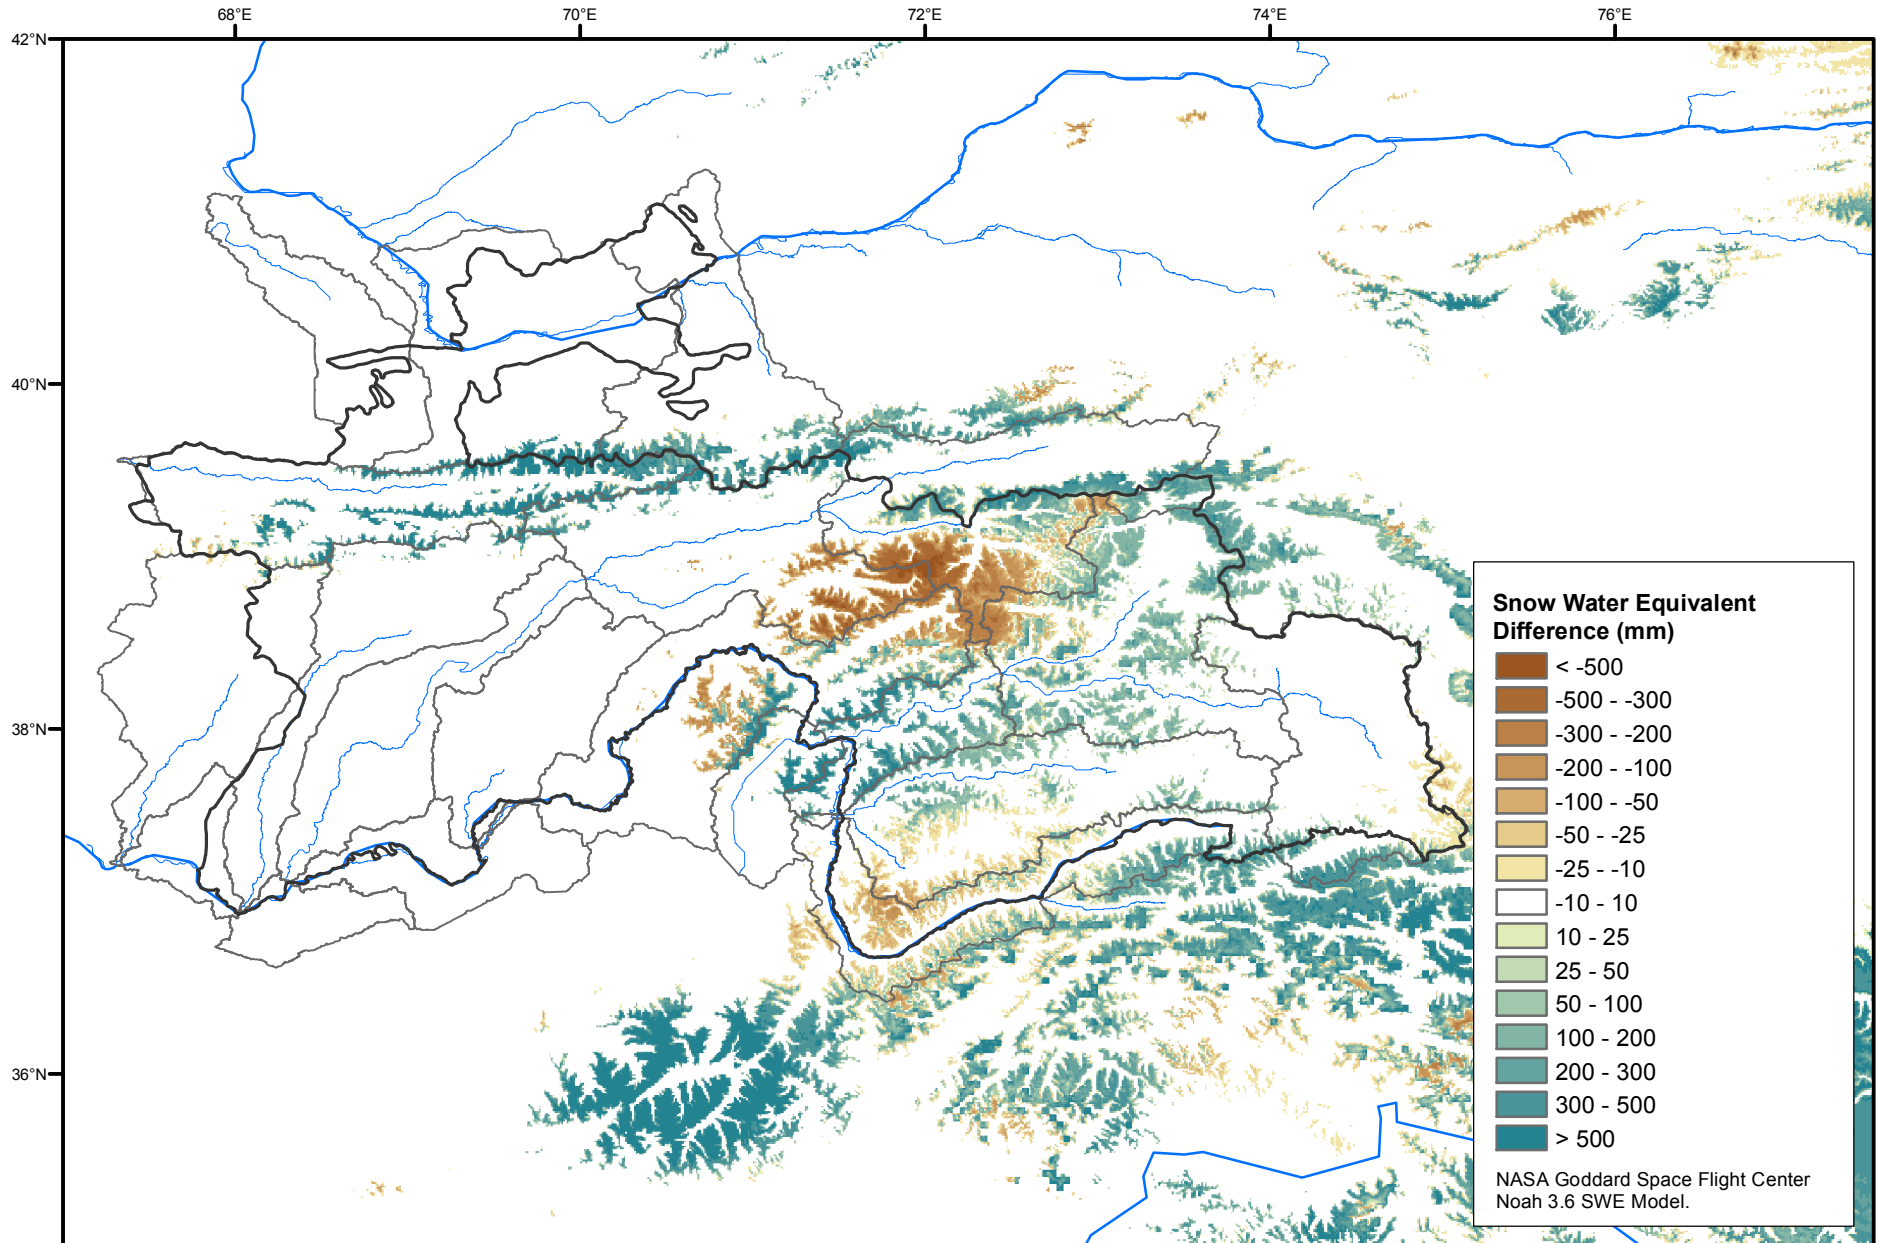 68°E 70°E 72°E 74°E 76°E
42°N
40°N
38°N
36°N
Snow Water Equivalent
Difference (mm)
< -500
-500 - -300
-300 - -200
-200 - -100
-100 - -50
-50 - -25
-25 - -10
-10 - 10
10 - 25
25 - 50
50 - 100
100 - 200
200 - 300
300 - 500
> 500
NASA Goddard Space Flight Center
Noah 3.6 SWE Model.